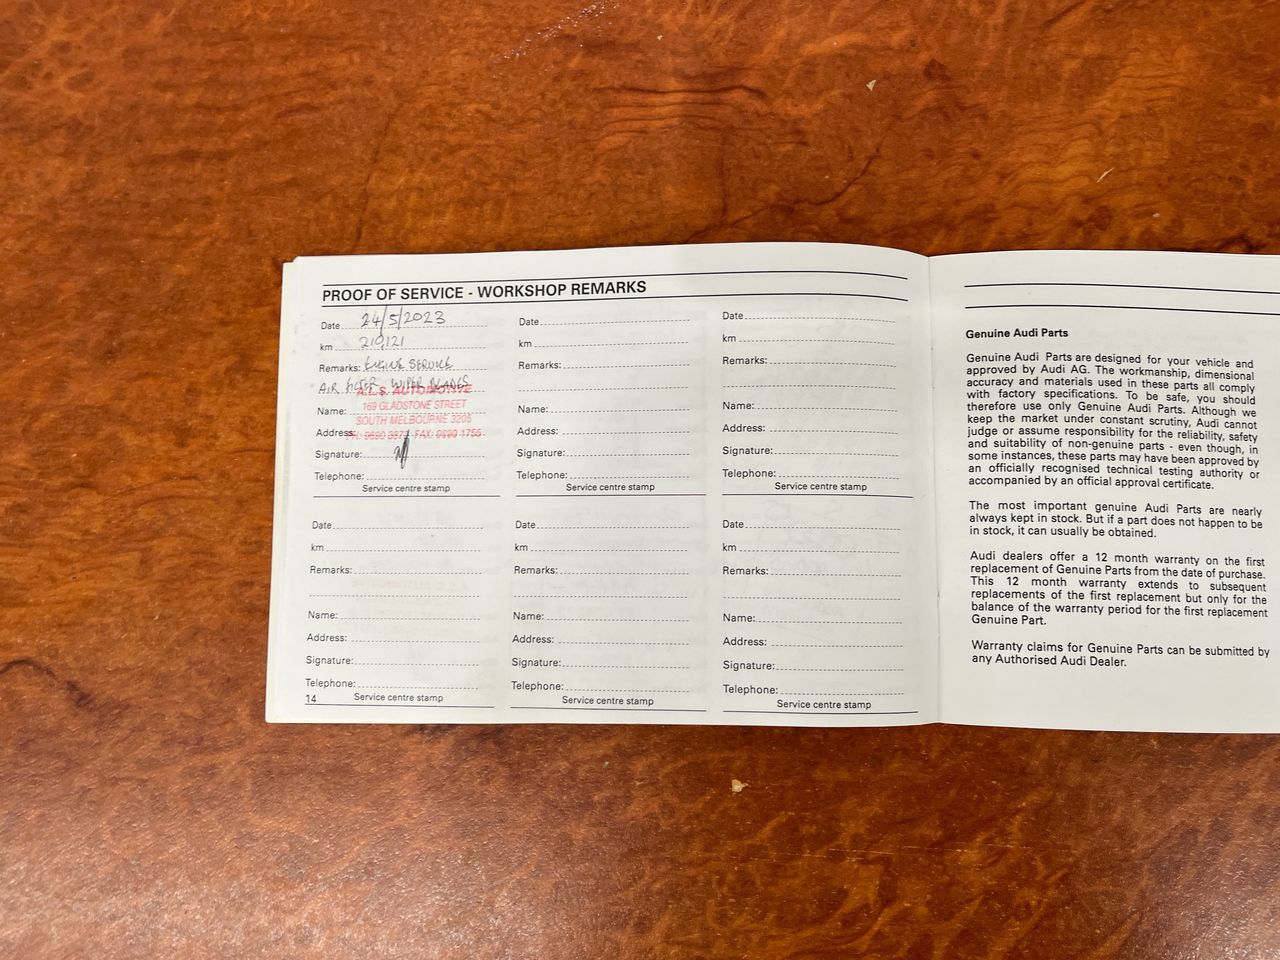 PROOF OF SERVICE - WORKSHOP REMARKS
Date 24/5/2023
km 210,121
Remarks: ENGINE SERVICE
AIR FILTER, WIPER BLADES
A.L.S. AUTOMOTIVE
Name: 169 GLADSTONE STREET
SOUTH MELBOURNE 3205
Address: PH: 9690 3873 FAX: 9690 1755
Signature:
Telephone:
Service centre stamp
Date
km
Remarks:
Name:
Address:
Signature:
Telephone:
Service centre stamp
Date
km
Remarks:
Name:
Address:
Signature:
Telephone:
Service centre stamp
Date
km
Remarks:
Name:
Address:
Signature:
Telephone:
Service centre stamp
14
Date
km
Remarks:
Name:
Address:
Signature:
Telephone:
Service centre stamp
Date
km
Remarks:
Name:
Address:
Signature:
Telephone:
Service centre stamp
Genuine Audi Parts
Genuine Audi Parts are designed for your vehicle and
approved by Audi AG. The workmanship, dimensional
accuracy and materials used in these parts all comply
with factory specifications. To be safe, you should
therefore use only Genuine Audi Parts. Although we
keep the market under constant scrutiny, Audi cannot
judge or assume responsibility for the reliability, safety
and suitability of non-genuine parts - even though, in
some instances, these parts may have been approved by
an officially recognised technical testing authority or
accompanied by an official approval certificate.
The most important genuine Audi Parts are nearly
always kept in stock. But if a part does not happen to be
in stock, it can usually be obtained.
Audi dealers offer a 12 month warranty on the first
replacement of Genuine Parts from the date of purchase.
This 12 month warranty extends to subsequent
replacements of the first replacement but only for the
balance of the warranty period for the first replacement
Genuine Part.
Warranty claims for Genuine Parts can be submitted by
any Authorised Audi Dealer.